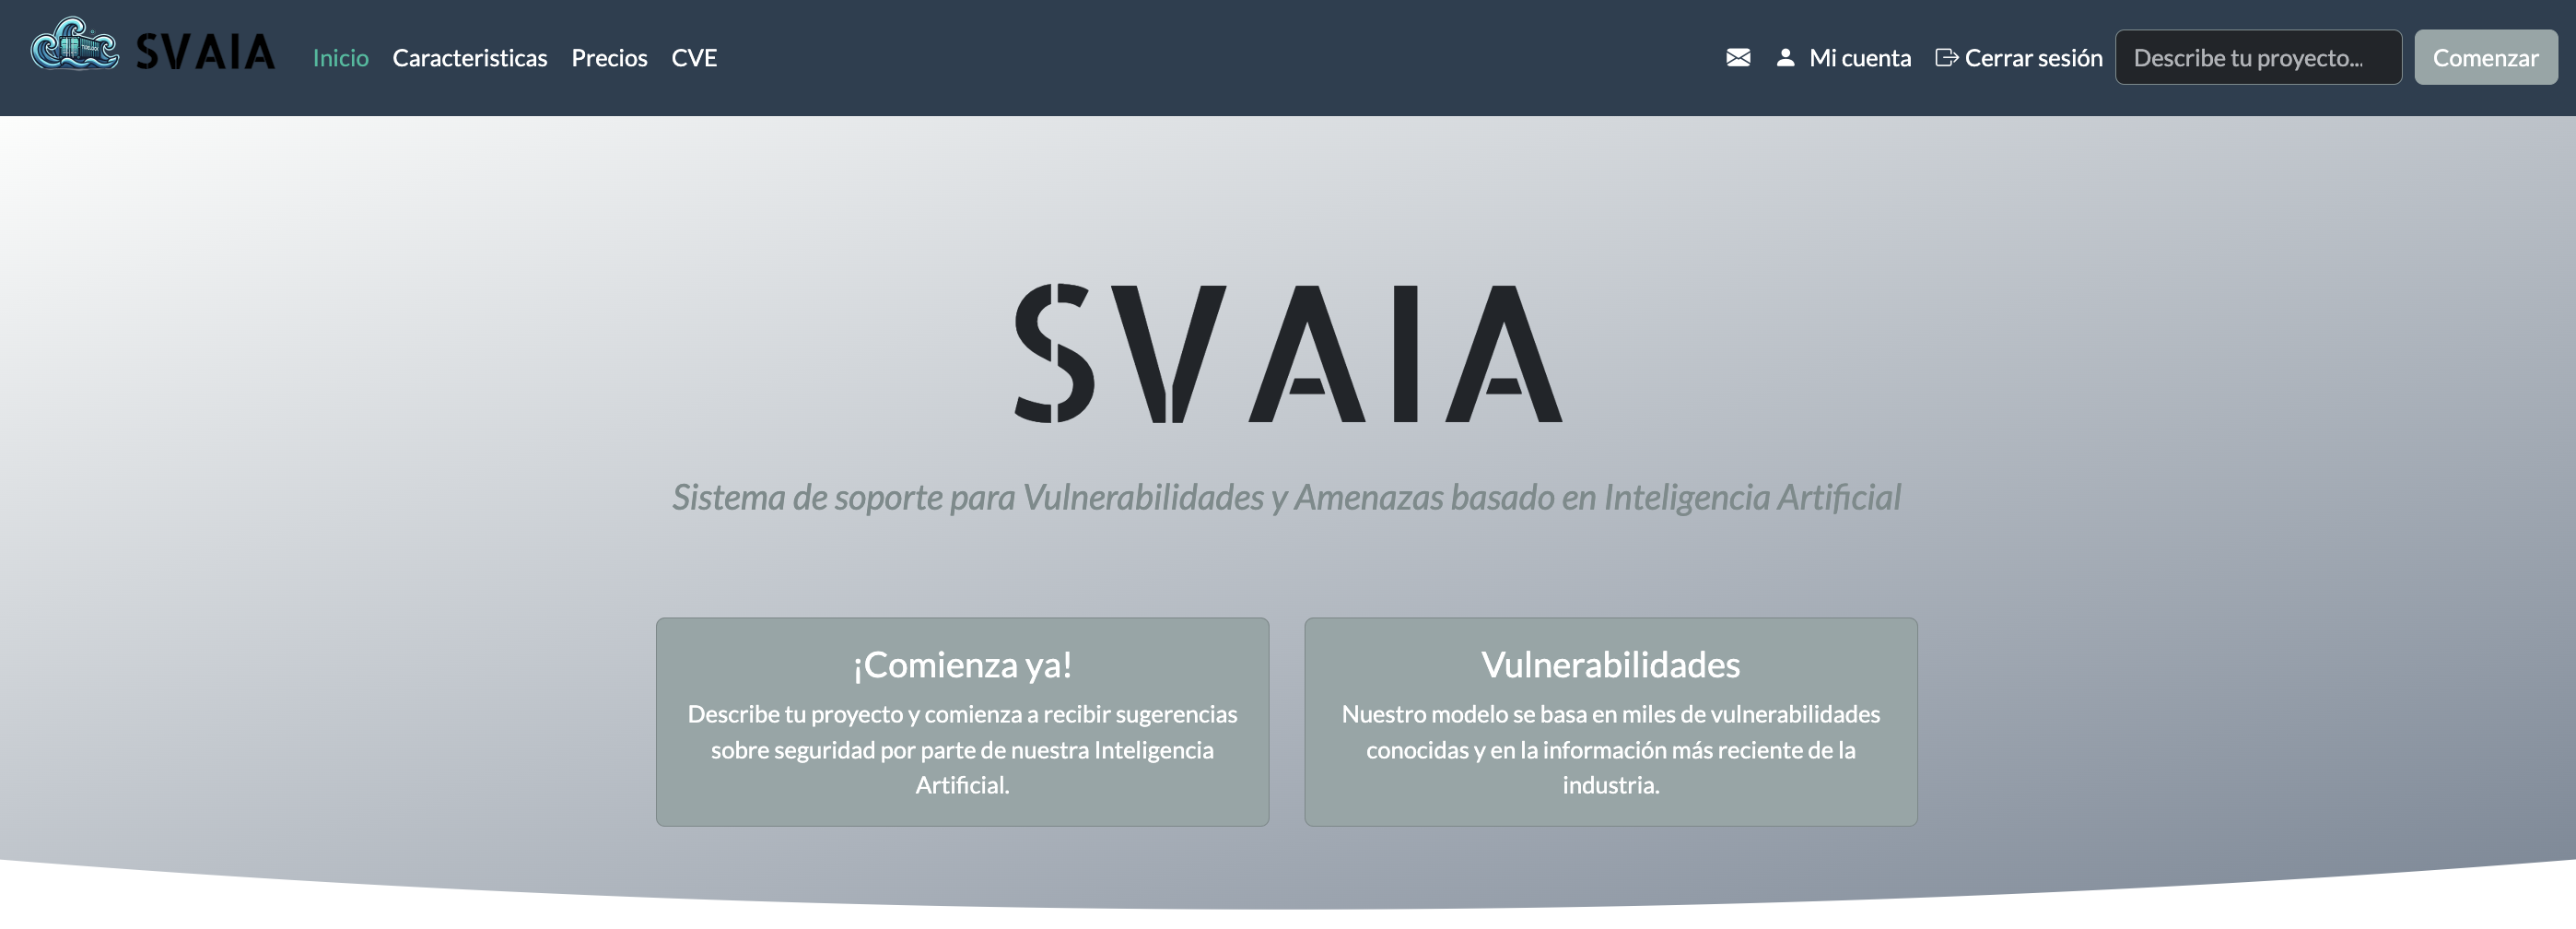 SVAIA
Inicio Caracteristicas Precios CVE
Mi cuenta Cerrar sesión Describe tu proyecto... Comenzar
SVAIA
Sistema de soporte para Vulnerabilidades y Amenazas basado en Inteligencia Artificial
¡Comienza ya!
Describe tu proyecto y comienza a recibir sugerencias
sobre seguridad por parte de nuestra Inteligencia
Artificial.
Vulnerabilidades
Nuestro modelo se basa en miles de vulnerabilidades
conocidas y en la información más reciente de la
industria.